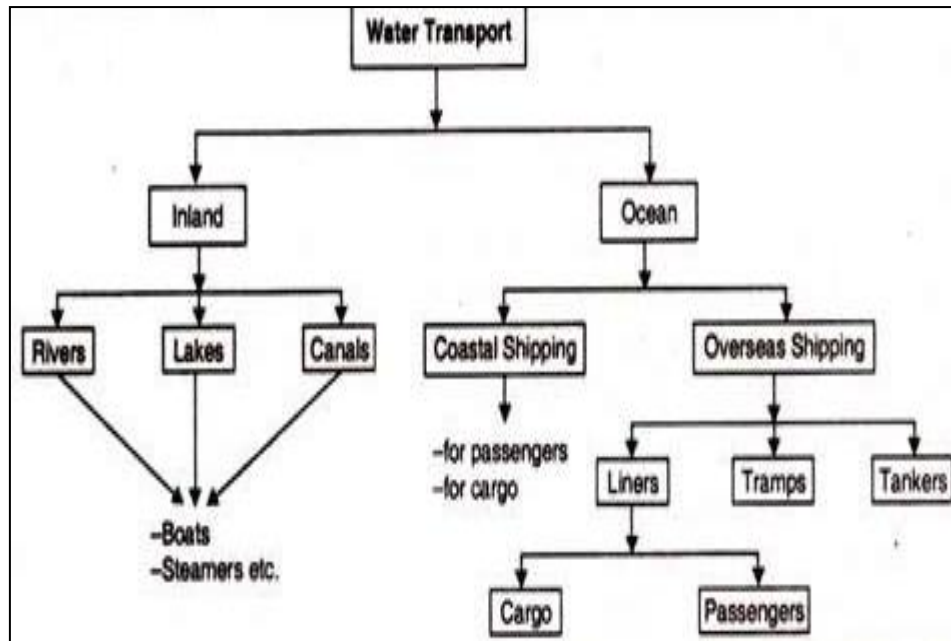 Water Transport
Inland
Ocean
Rivers
Lakes
Canals
Coastal Shipping
Overseas Shipping
–for passengers
–for cargo
Liners
Tramps
Tankers
–Boats
–Steamers etc.
Cargo
Passengers